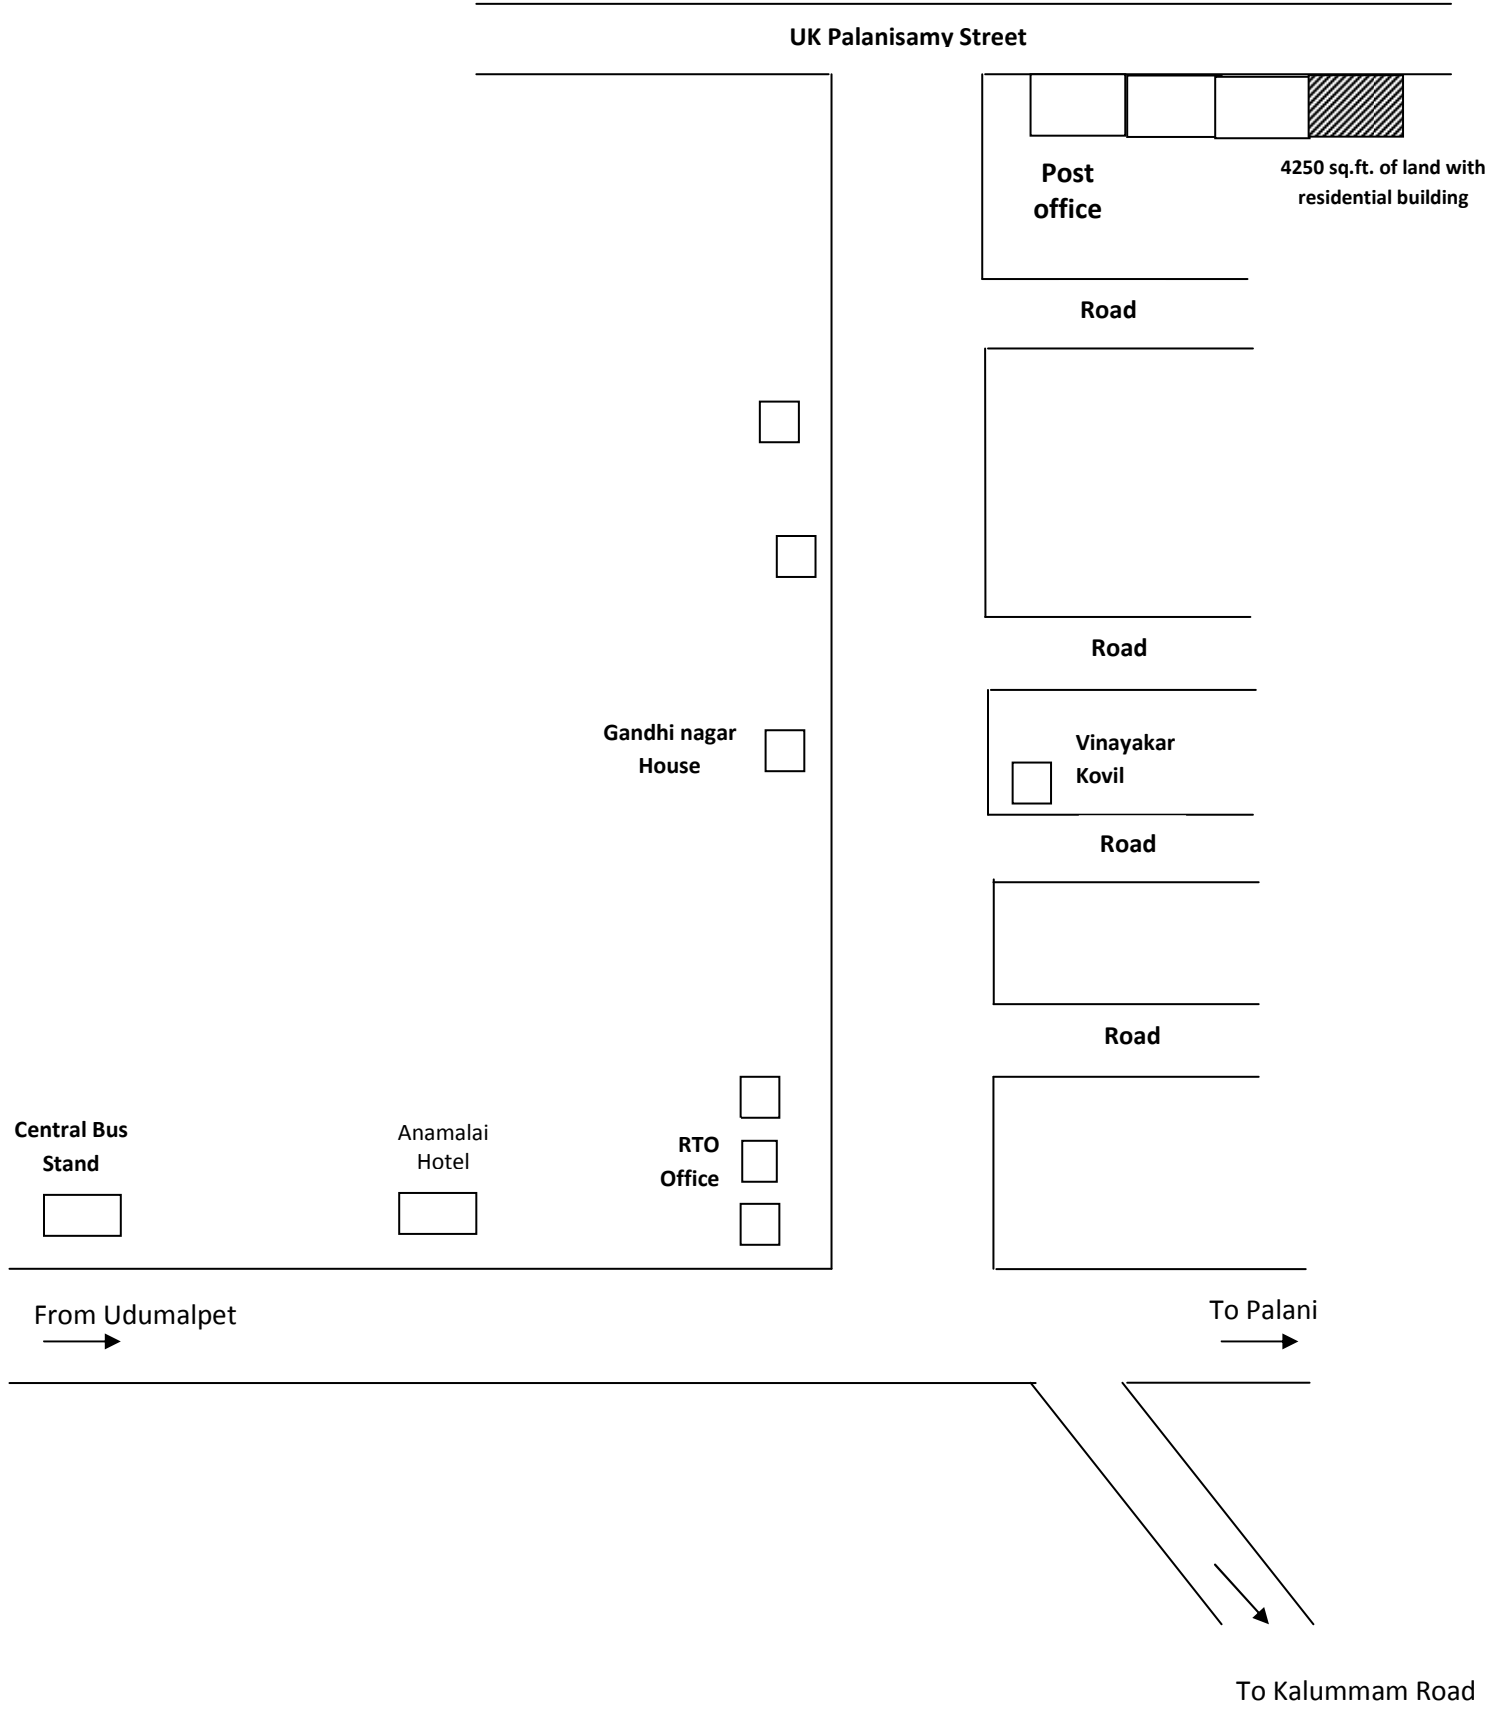 UK Palanisamy Street
Post
office
4250 sq.ft. of land with
residential building
Road
Road
Gandhi nagar
House
Vinayakar
Kovil
Road
Road
Central Bus
Stand
Anamalai
Hotel
RTO
Office
From Udumalpet
To Palani
To Kalummam Road